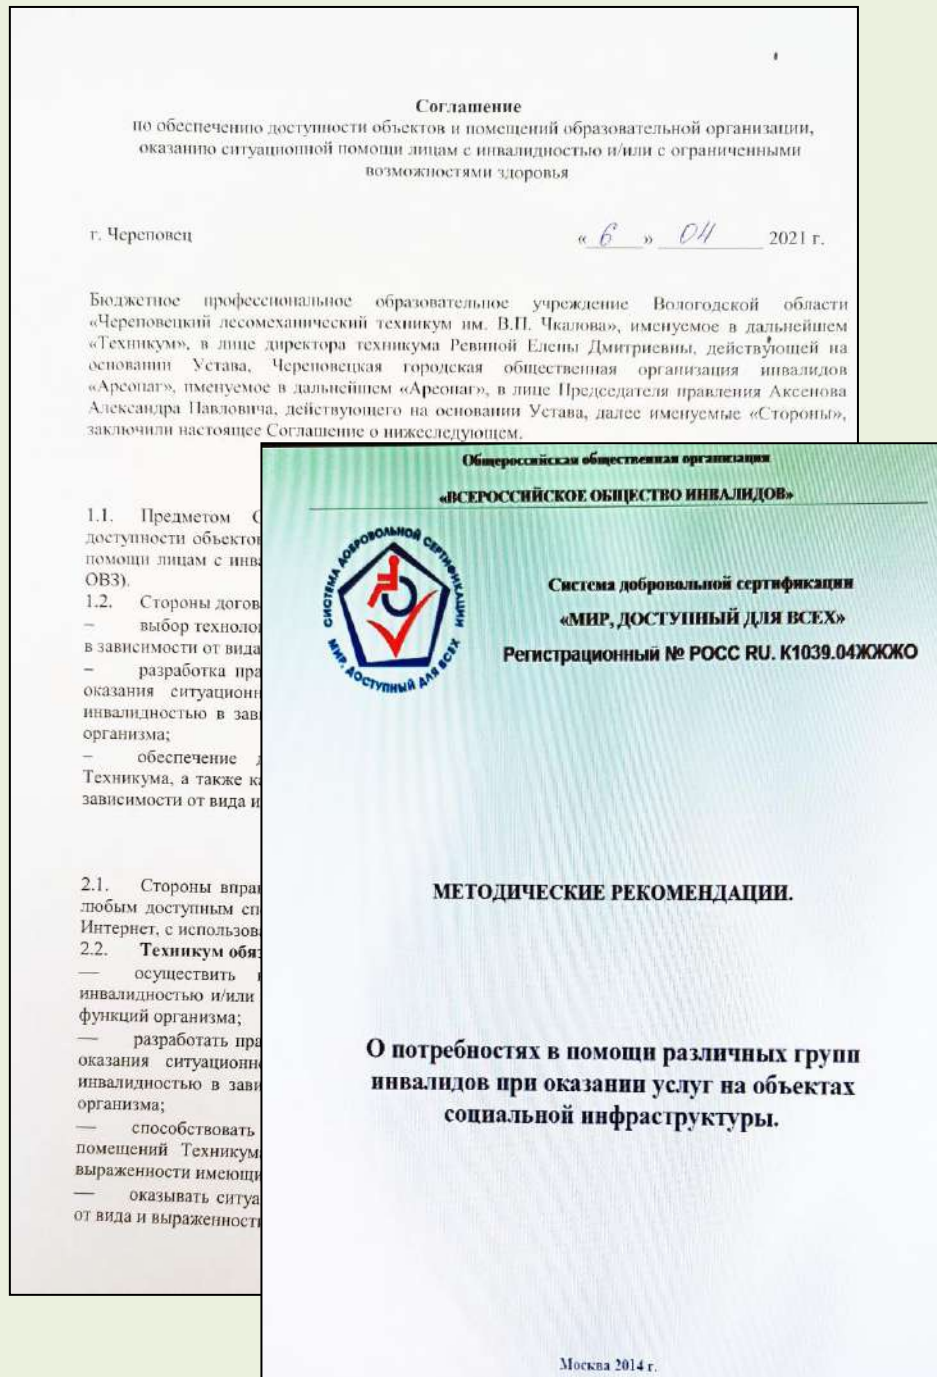 Соглашение
по обеспечению доступности объектов и помещений образовательной организации,
оказанию ситуационной помощи лицам с инвалидностью и/или с ограниченными
возможностями здоровья
г. Череповец « 6 » 04 2021 г.
Бюджетное профессиональное образовательное учреждение Вологодской области
«Череповецкий лесомеханический техникум им. В.П. Чкалова», именуемое в дальнейшем
«Техникум», в лице директора техникума Ревиной Елены Дмитриевны, действующей на
основании Устава, Череповецкая городская общественная организация инвалидов
«Ареопаг», именуемое в дальнейшем «Ареопаг», в лице Председателя правления Аксенова
Александра Павловича, действующего на основании Устава, далее именуемые «Стороны»,
заключили настоящее Соглашение о нижеследующем.
1.1. Предметом С
доступности объектов
помощи лицам с инва
ОВЗ).
1.2. Стороны догов
– выбор технолог
в зависимости от вида
– разработка пра
оказания ситуационн
инвалидностью в зав
организма;
– обеспечение
Техникума, а также к
зависимости от вида и
2.1. Стороны вправ
любым доступным сп
Интернет, с использов
2.2. Техникум обяз
— осуществить
инвалидностью и/или
функций организма;
— разработать пра
оказания ситуационн
инвалидностью в зави
организма;
— способствовать
помещений Техникум
выраженности имеющи
— оказывать ситуа
от вида и выраженност
Общероссийская общественная организация
«ВСЕРОССИЙСКОЕ ОБЩЕСТВО ИНВАЛИДОВ»
СИСТЕМА ДОБРОВОЛЬНОЙ СЕРТИФИКАЦИИ
МИР, ДОСТУПНЫЙ ДЛЯ ВСЕХ
Система добровольной сертификации
«МИР, ДОСТУПНЫЙ ДЛЯ ВСЕХ»
Регистрационный № РОСС RU. К1039.04ЖЖЖО
МЕТОДИЧЕСКИЕ РЕКОМЕНДАЦИИ.
О потребностях в помощи различных групп
инвалидов при оказании услуг на объектах
социальной инфраструктуры.
Москва 2014 г.